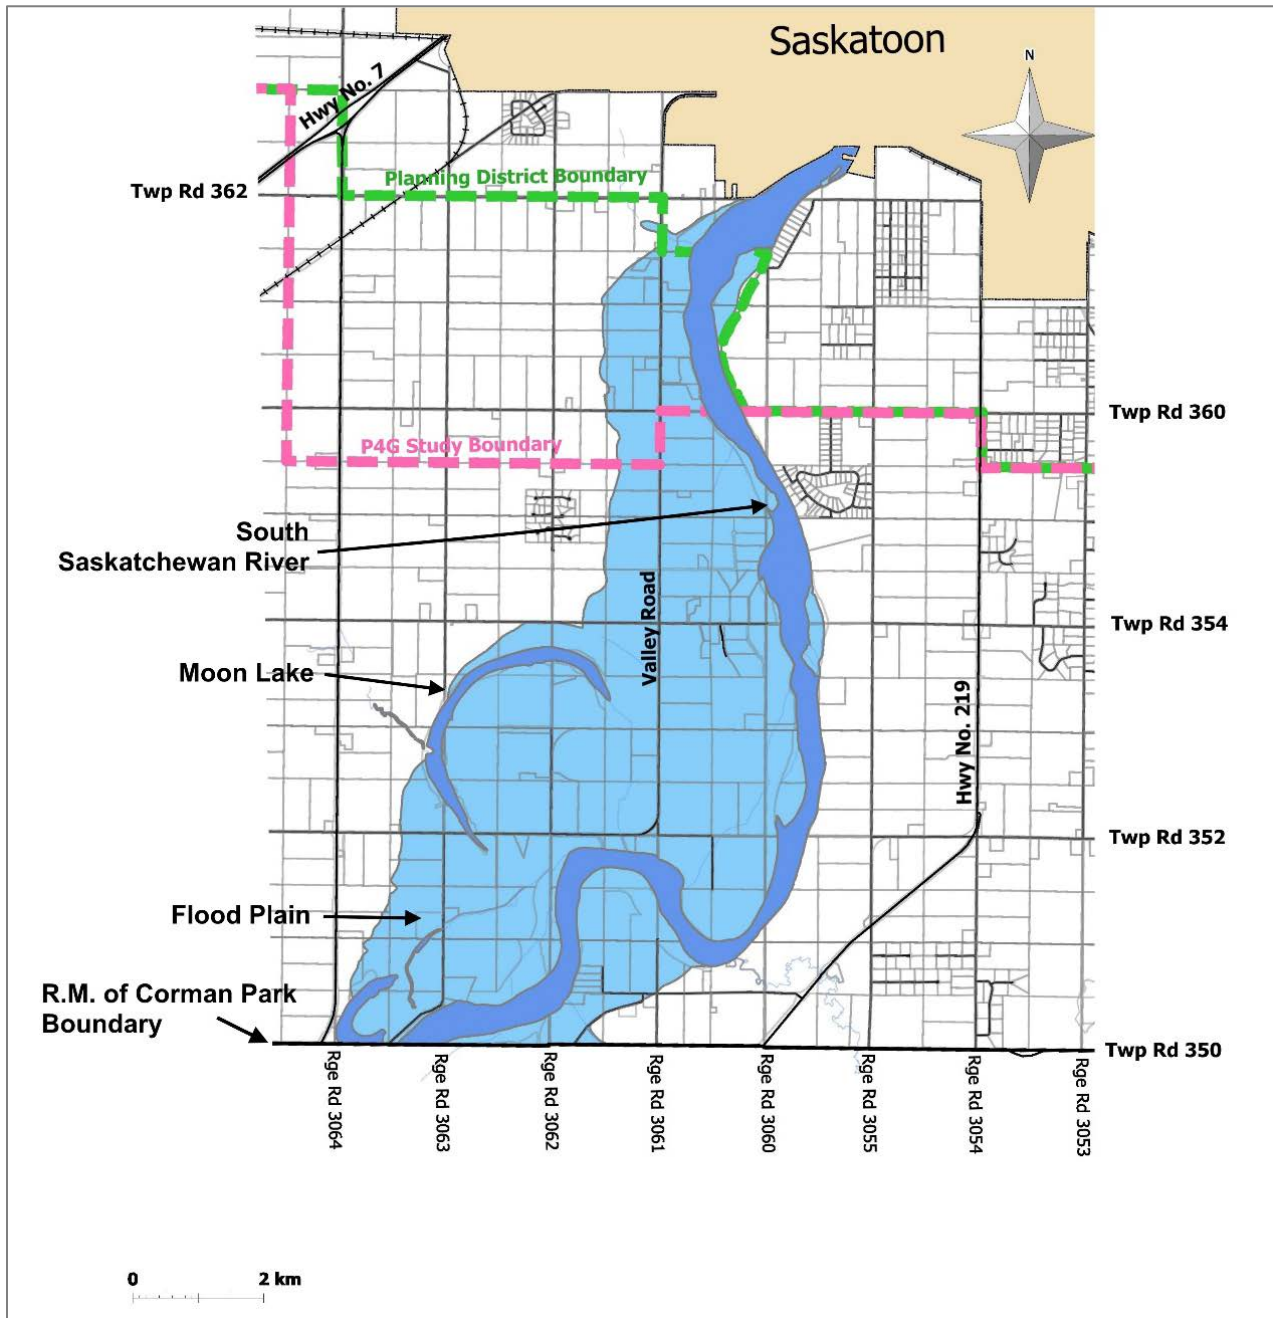 Saskatoon
N
Hwy No. 7
Planning District Boundary
Twp Rd 362
Twp Rd 360
P4G Study Boundary
South
Saskatchewan River
Valley Road
Twp Rd 354
Moon Lake
Hwy No. 219
Twp Rd 352
Flood Plain
R.M. of Corman Park
Boundary
Twp Rd 350
Rge Rd 3064
Rge Rd 3063
Rge Rd 3062
Rge Rd 3061
Rge Rd 3060
Rge Rd 3055
Rge Rd 3054
Rge Rd 3053
0 2 km